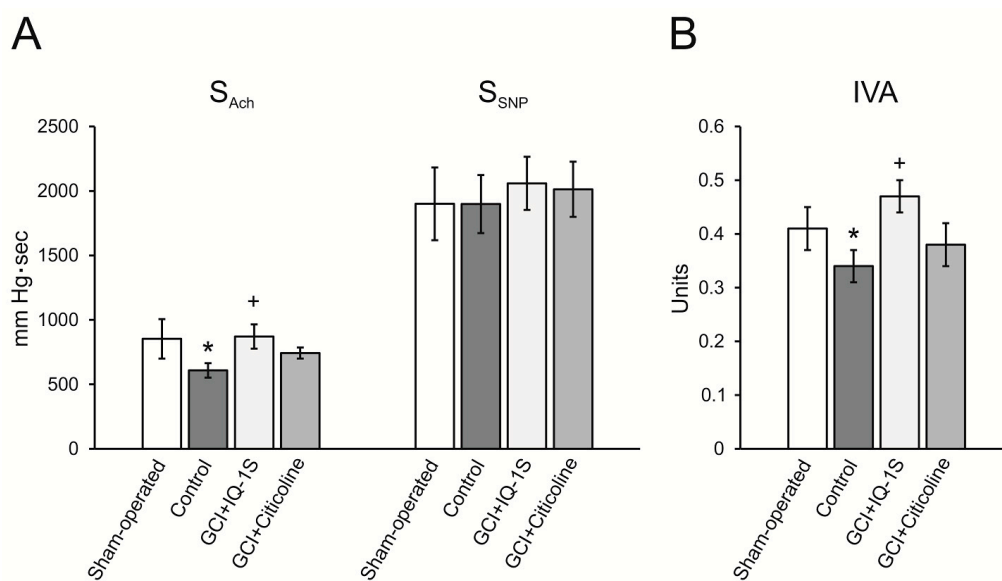 A
B
S_Ach
S_SNP
IVA
mm Hg·sec
2500
2000
1500
1000
500
0
*
+
Sham-operated
Control
GCI+IQ-1S
GCI+Citicoline
Sham-operated
Control
GCI+IQ-1S
GCI+Citicoline
Units
0.6
0.5
0.4
0.3
0.2
0.1
0
*
+
Sham-operated
Control
GCI+IQ-1S
GCI+Citicoline